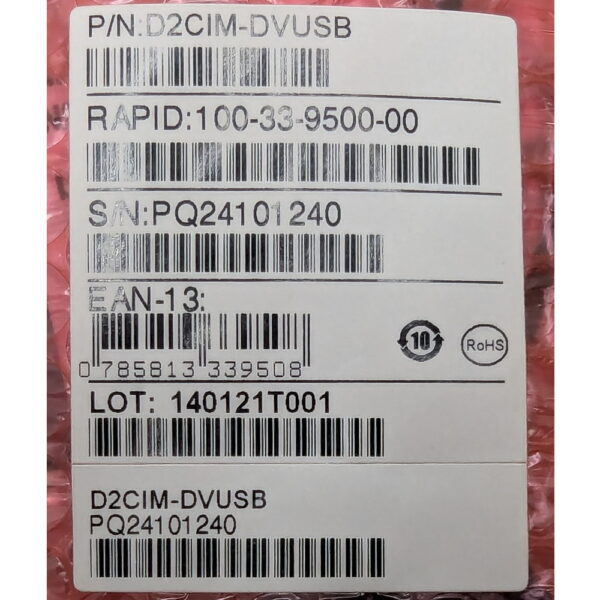 P/N:D2CIM-DVUSB
RAPID:100-33-9500-00
S/N:PQ24101240
EAN-13:
0 785813 339508
10
RoHS
LOT: 140121T001
D2CIM-DVUSB
PQ24101240